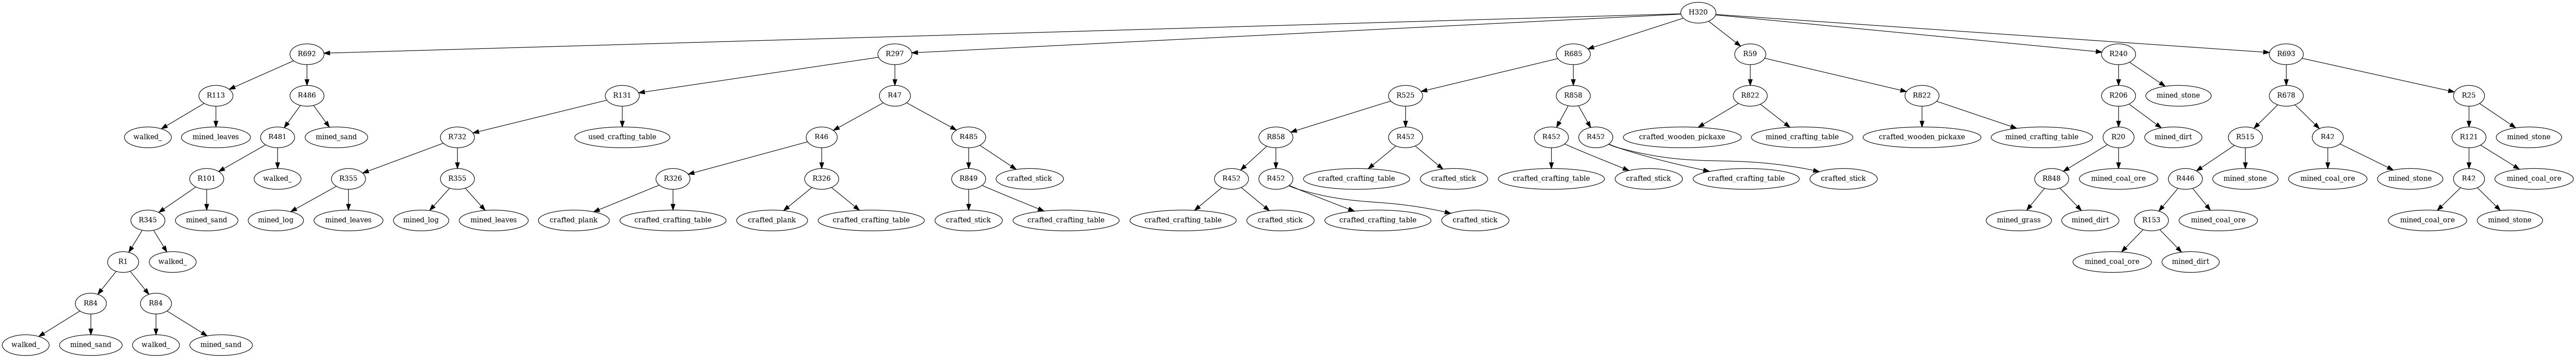 H320
R692 R297 R685 R59 R240 R693
R113 R486 R131 R47 R525 R858 R822 R822 R206 mined_stone R678 R25
walked_ mined_leaves R481 mined_sand R732 used_crafting_table R46 R485 R858 R452 R452 R452 crafted_wooden_pickaxe mined_crafting_table crafted_wooden_pickaxe mined_crafting_table R20 mined_dirt R515 R42 R121 mined_stone
R101 walked_ R355 R355 R326 R326 R849 crafted_stick R452 R452 crafted_crafting_table crafted_stick crafted_crafting_table crafted_stick crafted_crafting_table crafted_stick R848 mined_coal_ore R446 mined_stone mined_coal_ore mined_stone R42 mined_coal_ore
R345 mined_sand mined_log mined_leaves mined_log mined_leaves crafted_plank crafted_crafting_table crafted_plank crafted_crafting_table crafted_stick crafted_crafting_table crafted_crafting_table crafted_stick crafted_crafting_table crafted_stick mined_grass mined_dirt R153 mined_coal_ore mined_coal_ore mined_stone
R1 walked_ mined_coal_ore mined_dirt
R84 R84
walked_ mined_sand walked_ mined_sand